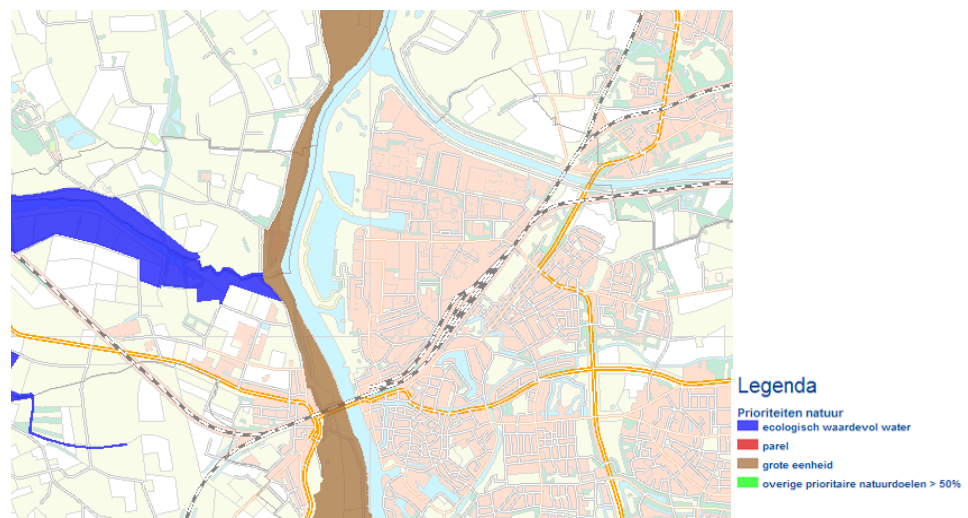 Legenda
Prioriteiten natuur
ecologisch waardevol water
parel
grote eenheid
overige prioritaire natuurdoelen > 50%